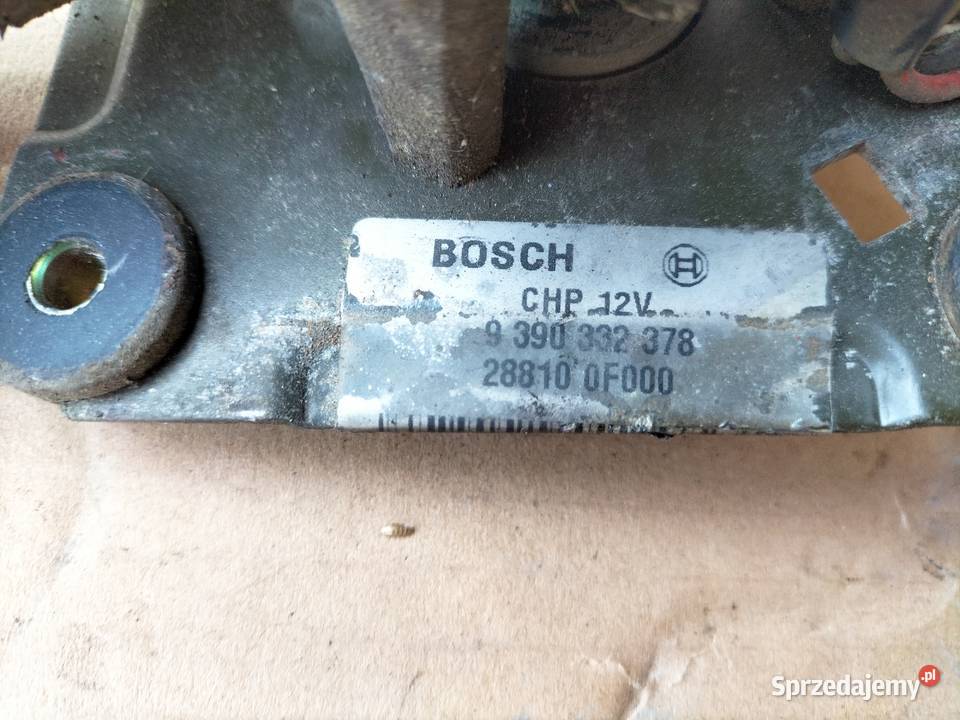 BOSCH
CHP 12V
9 390 332 378
28810 0F000
Sprzedajemy.pl